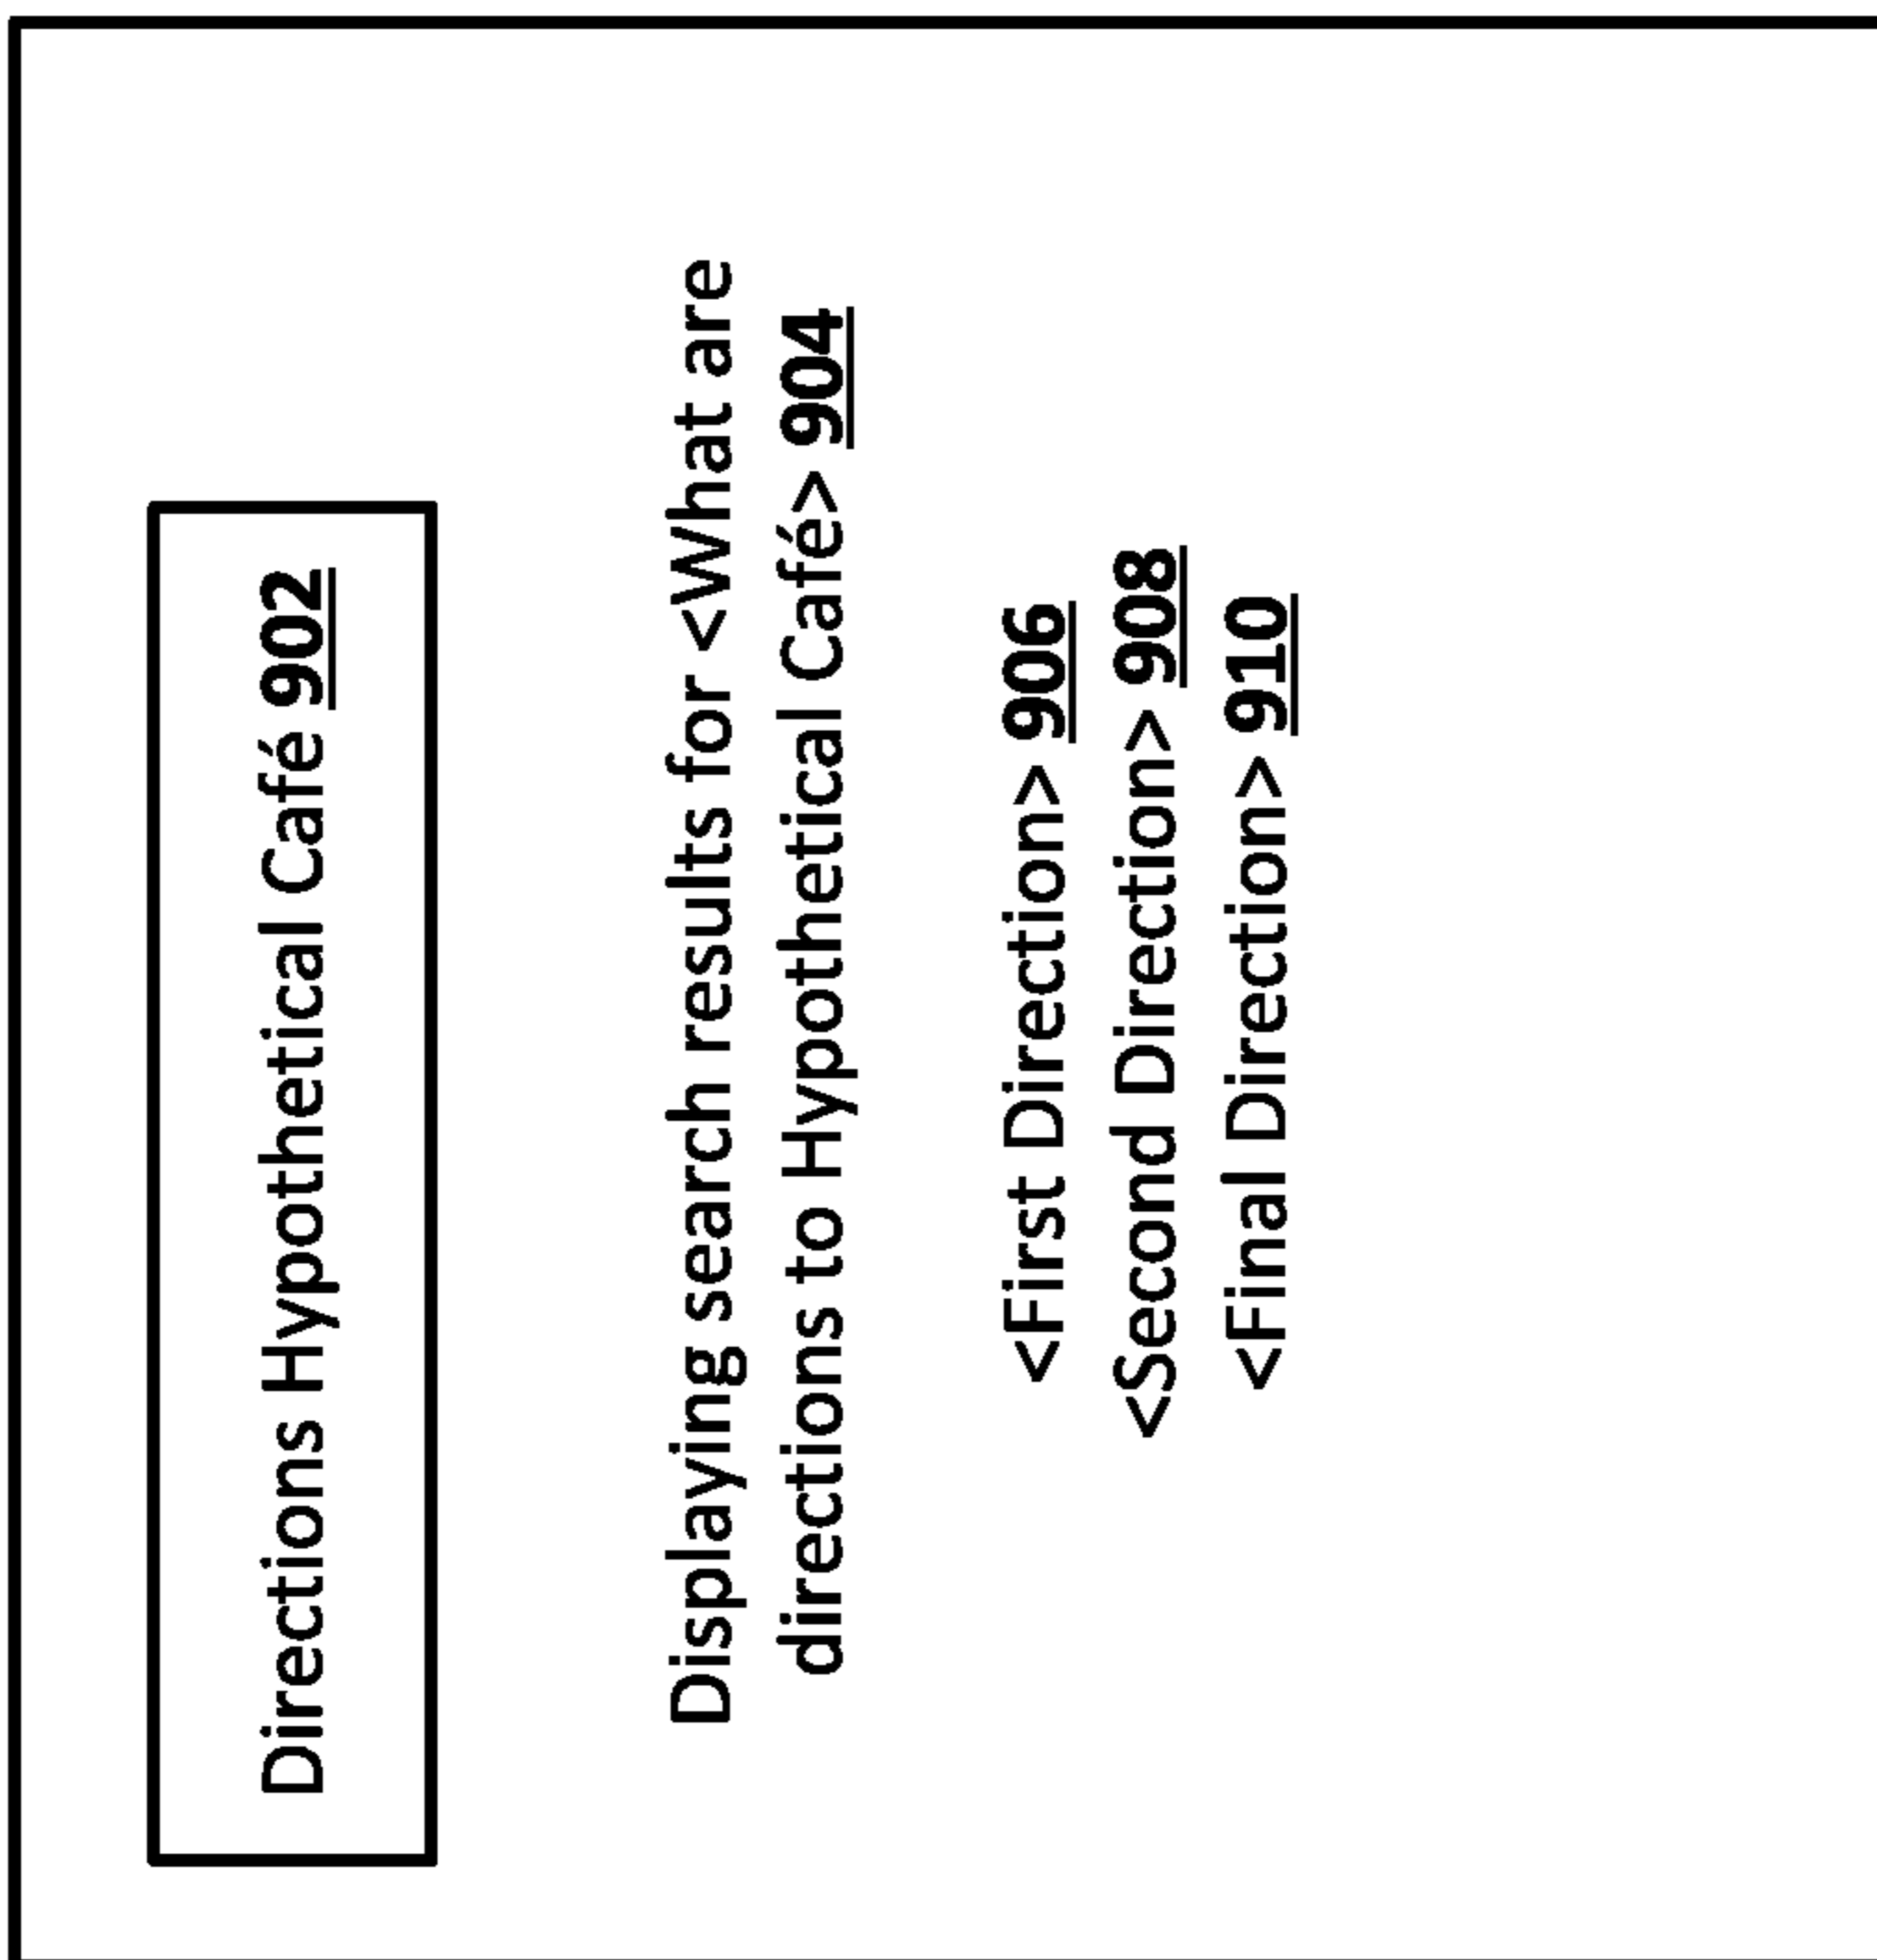 Directions Hypothetical Café 902
Displaying search results for <What are
directions to Hypothetical Café> 904
<First Direction> 906
<Second Direction> 908
<Final Direction> 910